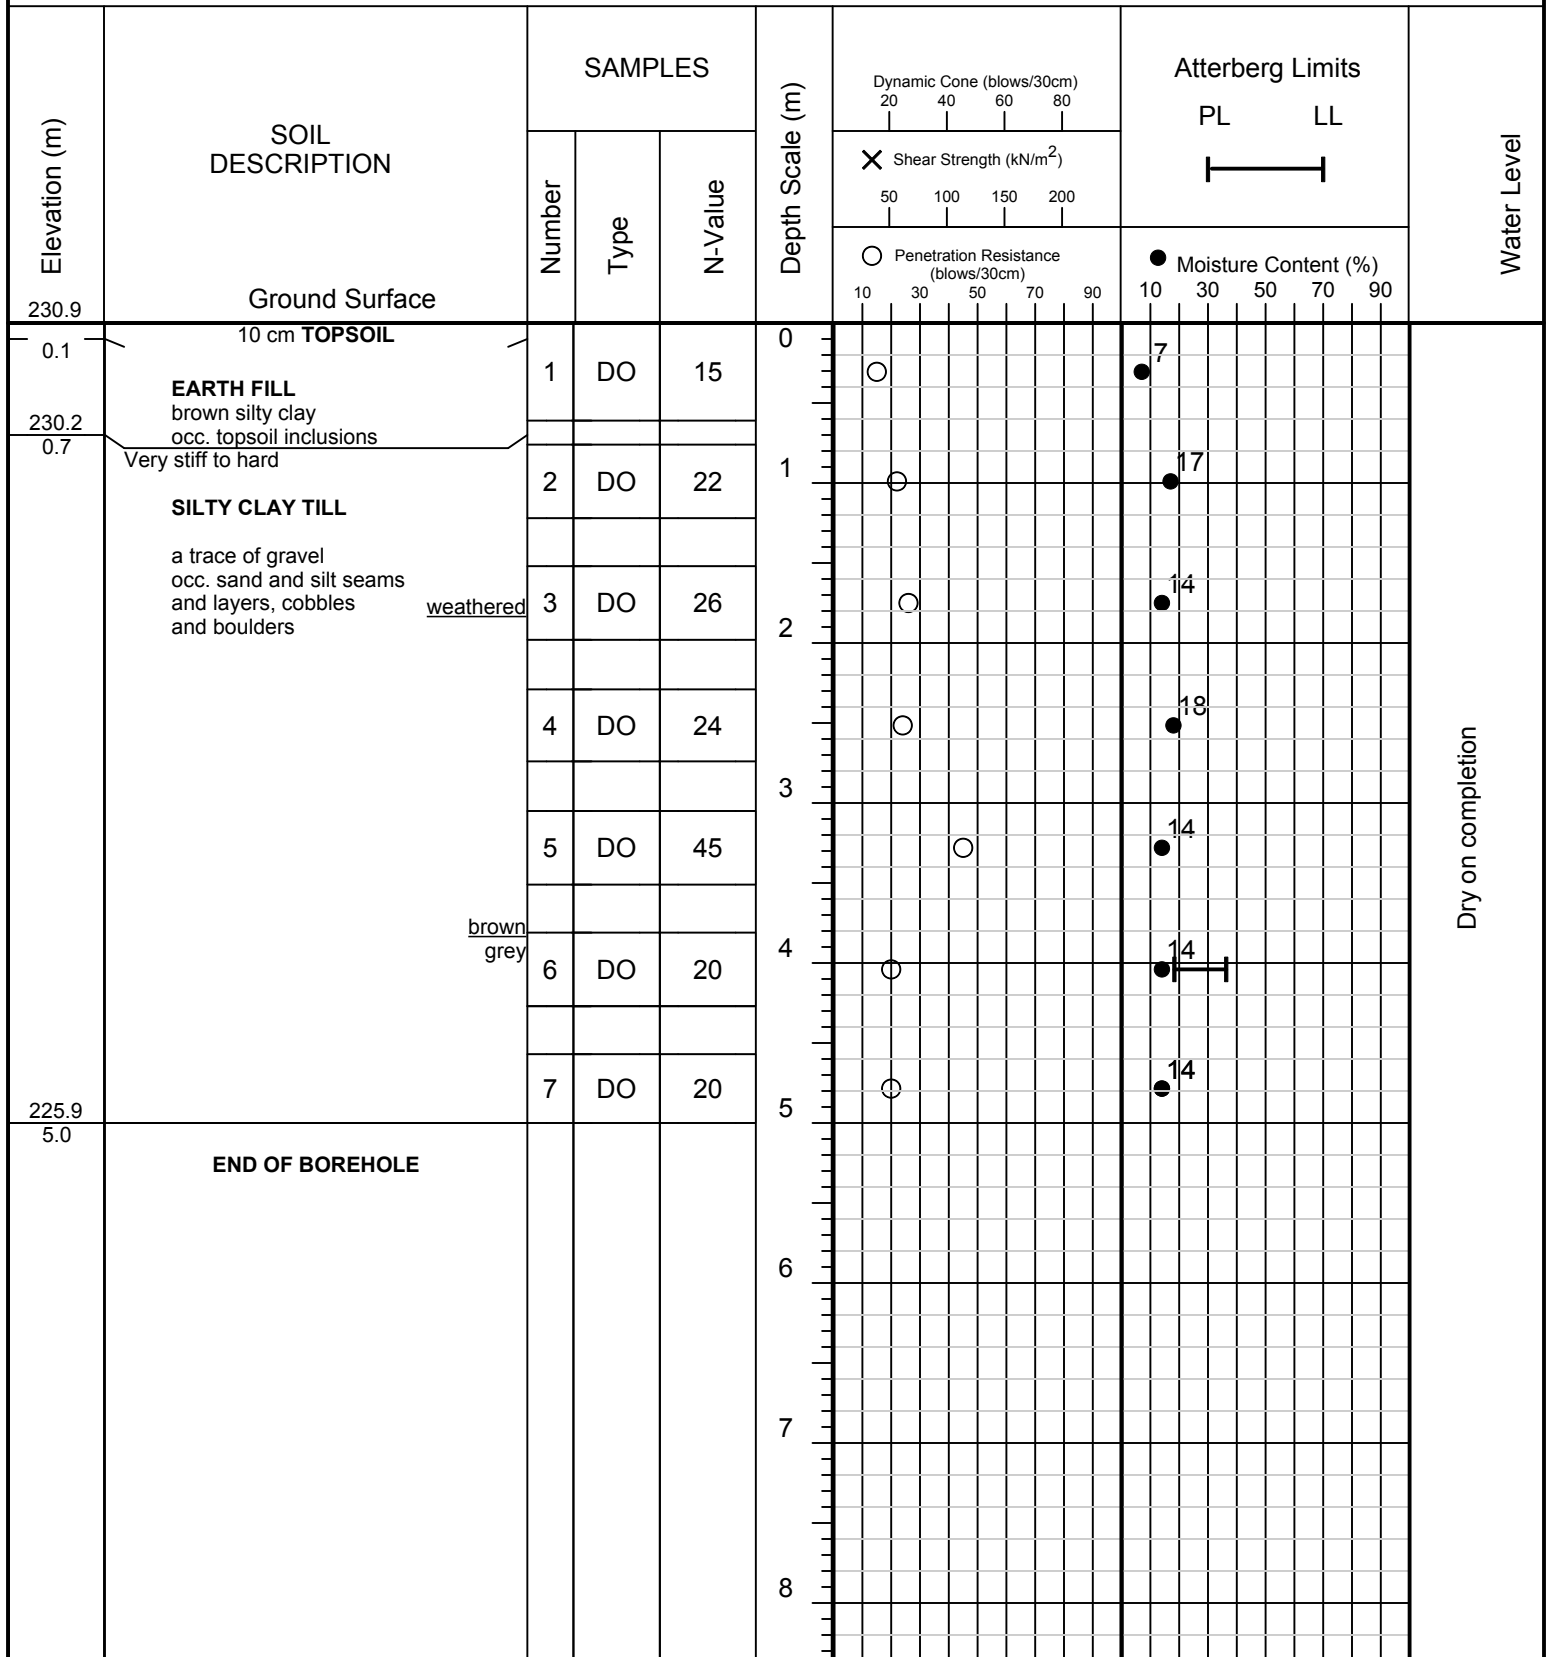 Elevation (m)
SOIL
DESCRIPTION
Ground Surface
SAMPLES
Number
Type
N-Value
Depth Scale (m)
Dynamic Cone (blows/30cm)
20 40 60 80
Shear Strength (kN/m2)
50 100 150 200
Penetration Resistance
(blows/30cm)
10 30 50 70 90
Atterberg Limits
PL LL
Moisture Content (%)
10 30 50 70 90
Water Level
230.9
10 cm TOPSOIL
0
0.1
1 DO 15
7
EARTH FILL
brown silty clay
230.2
occ. topsoil inclusions
0.7
Very stiff to hard
1
17
2 DO 22
SILTY CLAY TILL
a trace of gravel
occ. sand and silt seams
14
and layers, cobbles
weathered
3 DO 26
and boulders
2
18
4 DO 24
3
14
5 DO 45
brown
4
14
grey
6 DO 20
14
7 DO 20
5
225.9
5.0
END OF BOREHOLE
6
7
8
Dry on completion